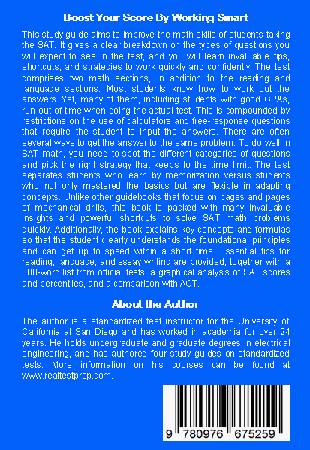 Boost Your Score By Working Smart
This study guide aims to improve the math skills of students taking
the SAT. It gives a clear breakdown of the types of questions you
will expect to see in the test, and you will learn invaluable tips,
shortcuts, and strategies to work quickly and confidently. The test
comprises two math sections, in addition to the reading and
language sections. Most students know how to work out the
answers. Yet, many of them, including students with good GPAs,
run out of time when doing the actual test. This is compounded by
restrictions on the use of calculators and free-response questions
that require the student to input the answers. There are often
several ways to get the answer to the same problem. To do well in
SAT math, you need to spot the different categories of questions
and pick the right strategy that keeps to the time limit. The test
separates students who learn by memorization versus students
who not only mastered the basics but are flexible in adapting
concepts. Unlike other guidebooks that focus on pages and pages
of mechanical drills, this book is packed with many invaluable
insights and powerful shortcuts to solve SAT math problems
quickly. Additionally, the book explains key concepts and formulas
so that the student clearly understands the foundational principles
and can get up to speed within a short time. Essential tips for
reading, language, and essay writing are provided, together with a
word list from official tests, a graphical analysis of SAT scores
and percentiles, and a comparison with ACT.
About the Author
The author is a standardized test instructor for the University of
California at San Diego and has worked in academia for over 24
years. He holds undergraduate and graduate degrees in electrical
engineering, and has authored four study guides on standardized
tests. More information on his courses can be found at
www.realtestprep.com.
9 780976 675259